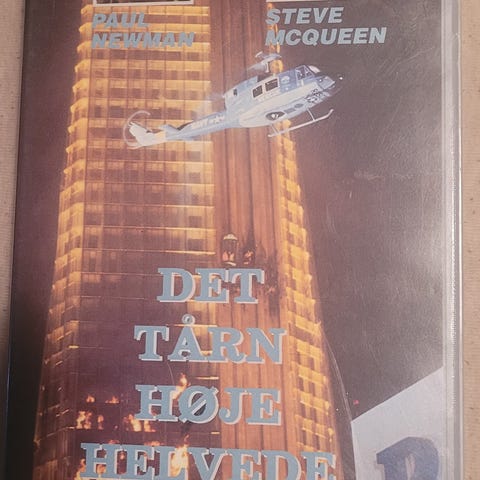 PAUL
NEWMAN
STEVE
MCQUEEN
DET
TÅRN
HØJE
HELVEDE